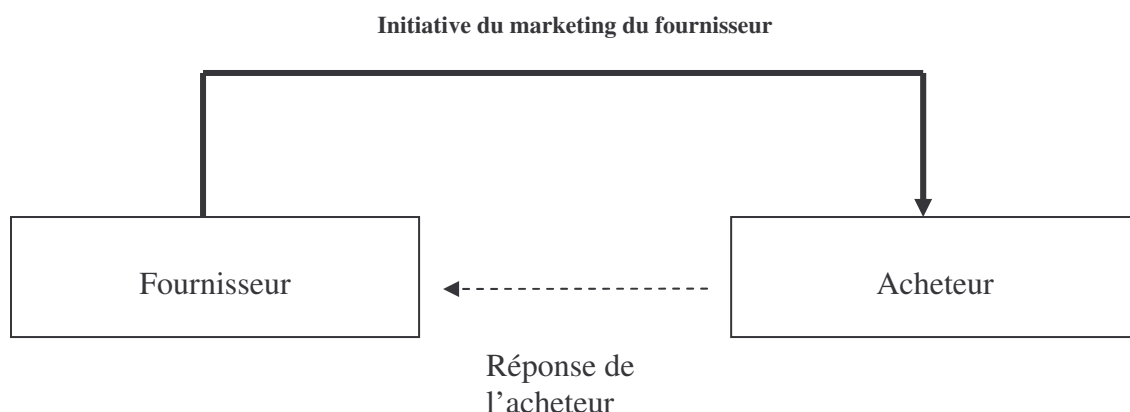 Initiative du marketing du fournisseur
Fournisseur
Acheteur
Réponse de
l’acheteur